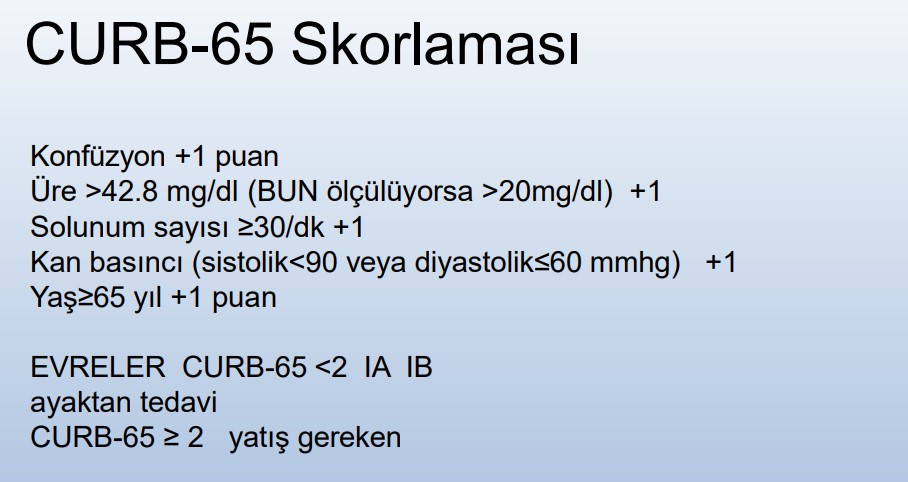 CURB-65 Skorlaması
Konfüzyon +1 puan
Üre >42.8 mg/dl (BUN ölçülüyorsa >20mg/dl) +1
Solunum sayısı ≥30/dk +1
Kan basıncı (sistolik<90 veya diyastolik≤60 mmhg) +1
Yaş≥65 yıl +1 puan
EVRELER CURB-65 <2 IA IB
ayaktan tedavi
CURB-65 ≥ 2 yatış gereken